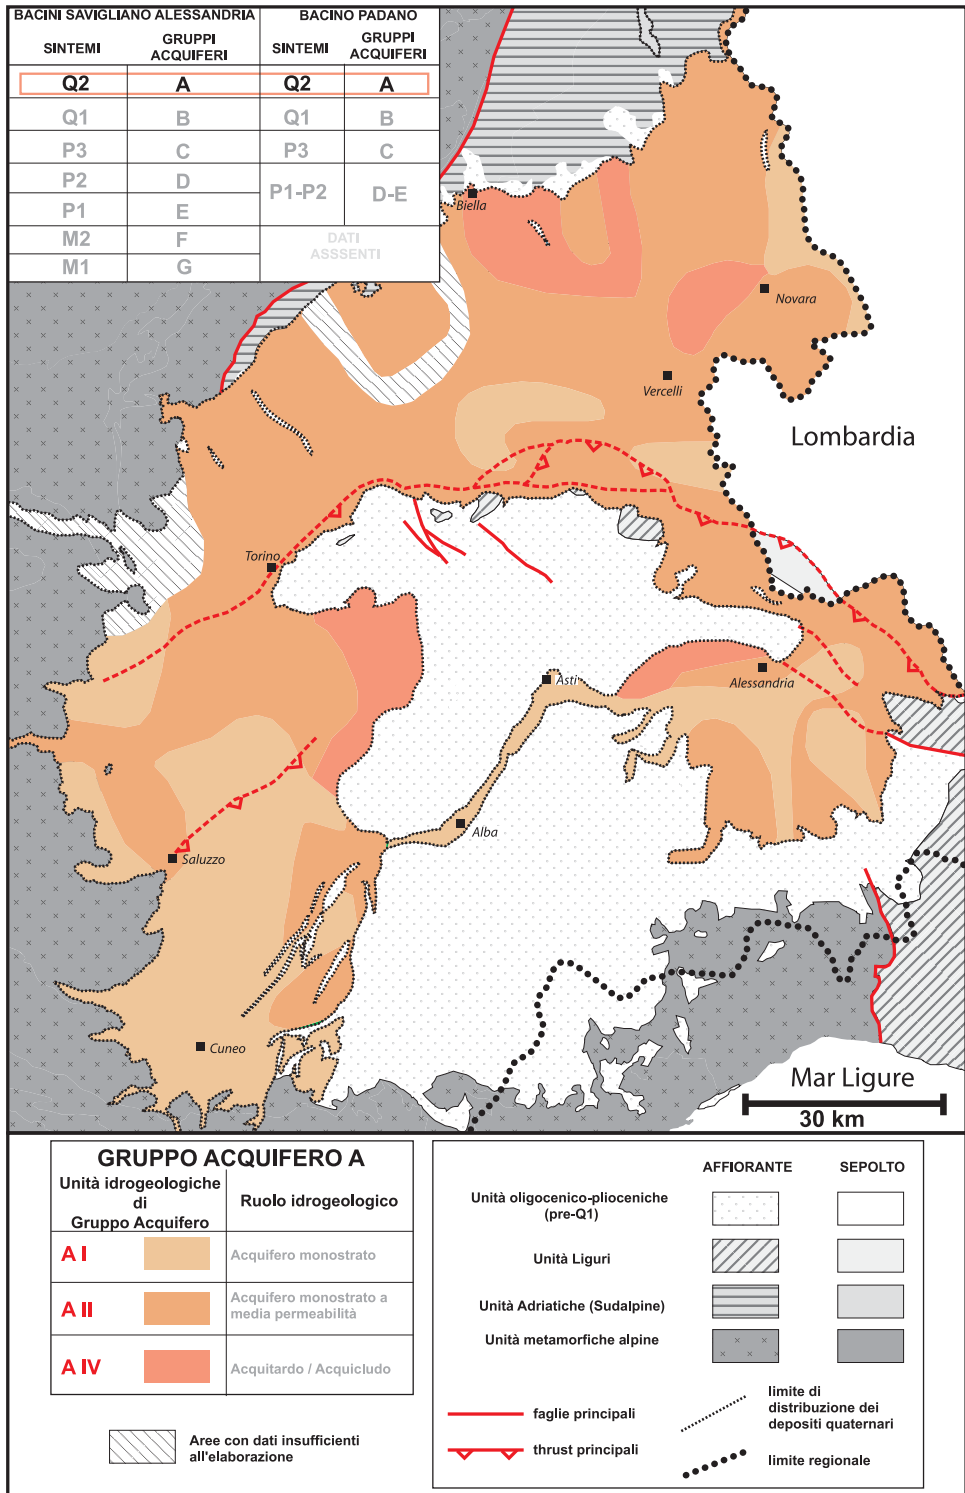 BACINI SAVIGLIANO ALESSANDRIA
BACINO PADANO
SINTEMI
GRUPPI
ACQUIFERI
SINTEMI
GRUPPI
ACQUIFERI
Q2 A Q2 A
Q1 B Q1 B
P3 C P3 C
P2 D
P1-P2 D-E
P1 E
M2 F
DATI
ASSSENTI
M1 G
Biella
Novara
Vercelli
Lombardia
Torino
Asti
Alessandria
Alba
Saluzzo
Cuneo
Mar Ligure
30 km
GRUPPO ACQUIFERO A
Unità idrogeologiche
di
Gruppo Acquifero
Ruolo idrogeologico
A I Acquifero monostrato
A II Acquifero monostrato a
media permeabilità
A IV Acquitardo / Acquicludo
Aree con dati insufficienti
all'elaborazione
AFFIORANTE SEPOLTO
Unità oligocenico-plioceniche
(pre-Q1)
Unità Liguri
Unità Adriatiche (Sudalpine)
Unità metamorfiche alpine
faglie principali
thrust principali
limite di
distribuzione dei
depositi quaternari
limite regionale